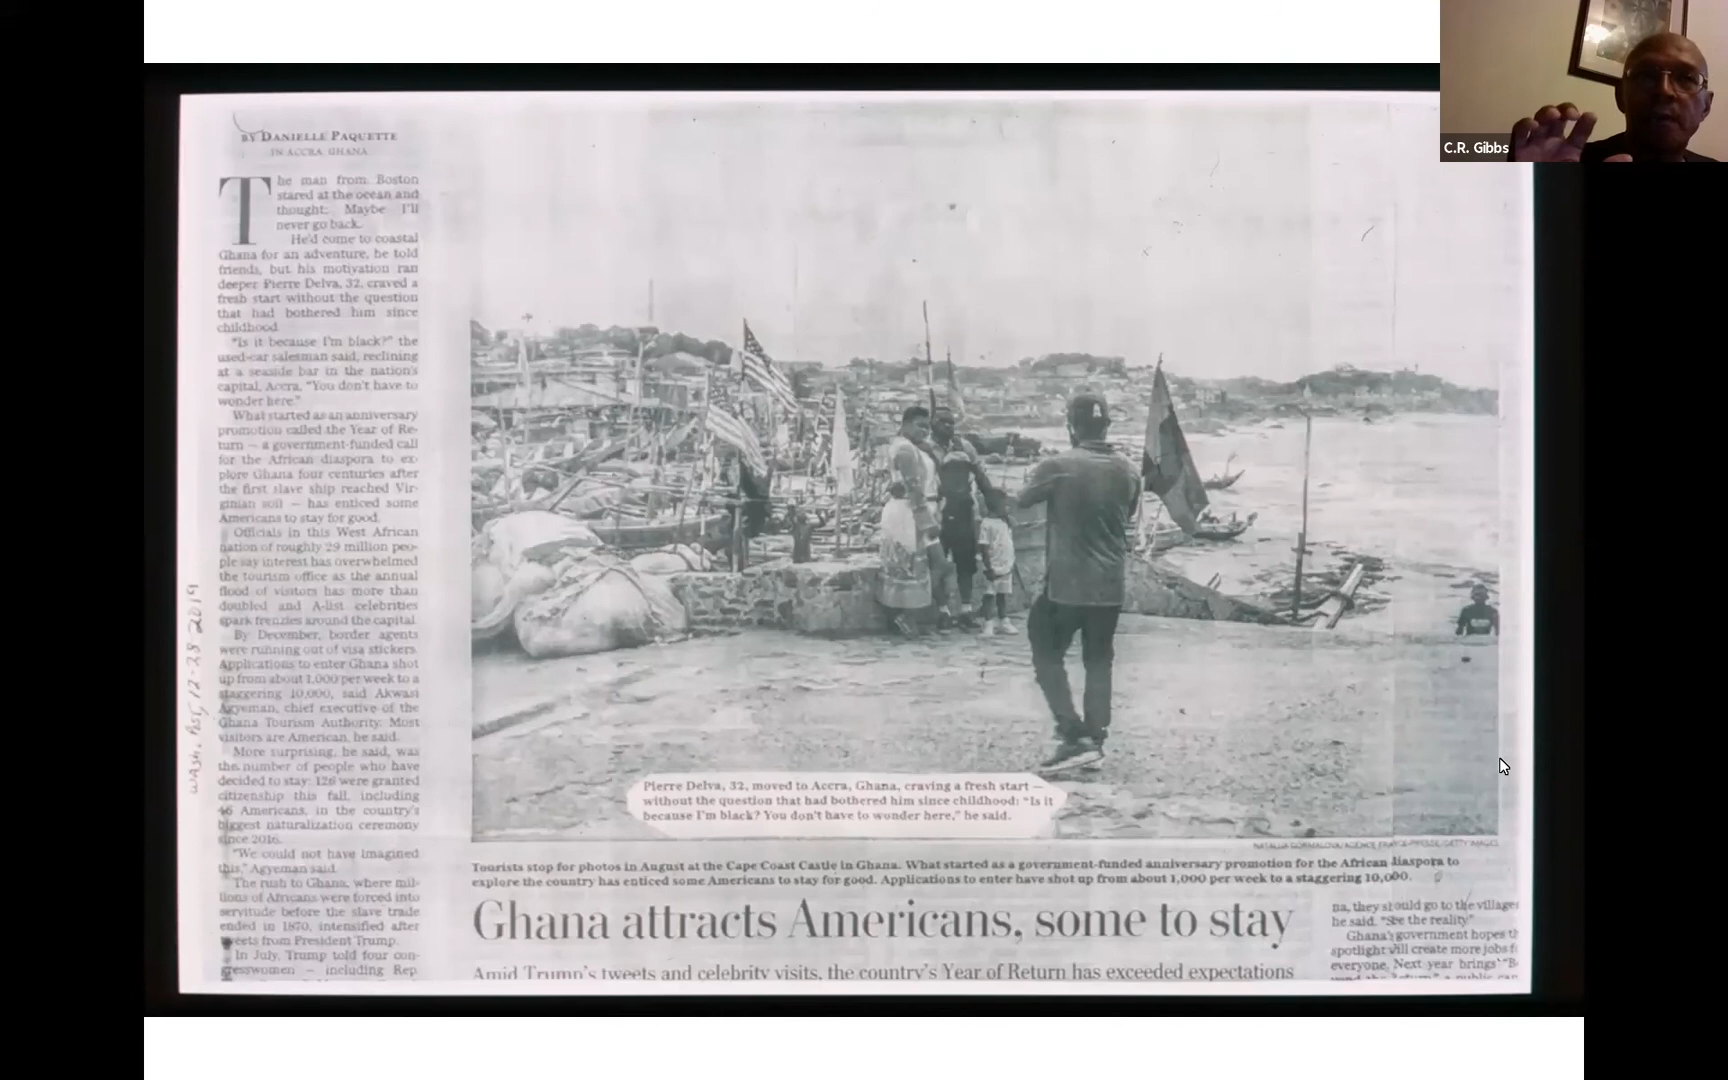 C.R. Gibbs
BY DANIELLE PAQUETTE
IN ACCRA, GHANA
The man from Boston
stared at the ocean and
thought: Maybe I'll
never go back.
He'd come to coastal
Ghana for an adventure, he told
friends, but his motivation ran
deeper. Pierre Delva, 32, craved a
fresh start without the question
that had bothered him since
childhood.
"Is it because I'm black?" the
used-car salesman said, reclining
at a seaside bar in the nation's
capital, Accra, "You don't have to
wonder here."
What started as an anniversary
promotion called the Year of Re-
turn — a government-funded call
for the African diaspora to ex-
plore Ghana four centuries after
the first slave ship reached Vir-
ginian soil — has enticed some
Americans to stay for good.
Officials in this West African
nation of roughly 29 million peo-
ple say interest has overwhelmed
the tourism office as the annual
flood of visitors has more than
doubled and A-list celebrities
spark frenzies around the capital.
By December, border agents
were running out of visa stickers.
Applications to enter Ghana shot
up from about 1,000 per week to a
staggering 10,000, said Akwasi
Agyeman, chief executive of the
Ghana Tourism Authority. Most
visitors are American, he said.
More surprising, he said, was
the number of people who have
decided to stay: 126 were granted
citizenship this fall, including
46 Americans, in the country's
biggest naturalization ceremony
since 2016.
"We could not have imagined
this," Agyeman said.
The rush to Ghana, where mil-
lions of Africans were forced into
servitude before the slave trade
ended in 1870, intensified after
tweets from President Trump.
In July, Trump told four con-
gresswomen — including Rep.
WASH. POST, 12-28-2019
A
Pierre Delva, 32, moved to Accra, Ghana, craving a fresh start —
without the question that had bothered him since childhood: "Is it
because I'm black? You don't have to wonder here," he said.
AGENCE FRANCE-PRESSE/GETTY IMAGES
Tourists stop for photos in August at the Cape Coast Castle in Ghana. What started as a government-funded anniversary promotion for the African diaspora to
explore the country has enticed some Americans to stay for good. Applications to enter have shot up from about 1,000 per week to a staggering 10,000.
Ghana attracts Americans, some to stay
Amid Trump's tweets and celebrity visits, the country's Year of Return has exceeded expectations
na, they should go to the villages
he said. "See the reality"
Ghana's government hopes th
spotlight will create more jobs f
everyone. Next year brings "B